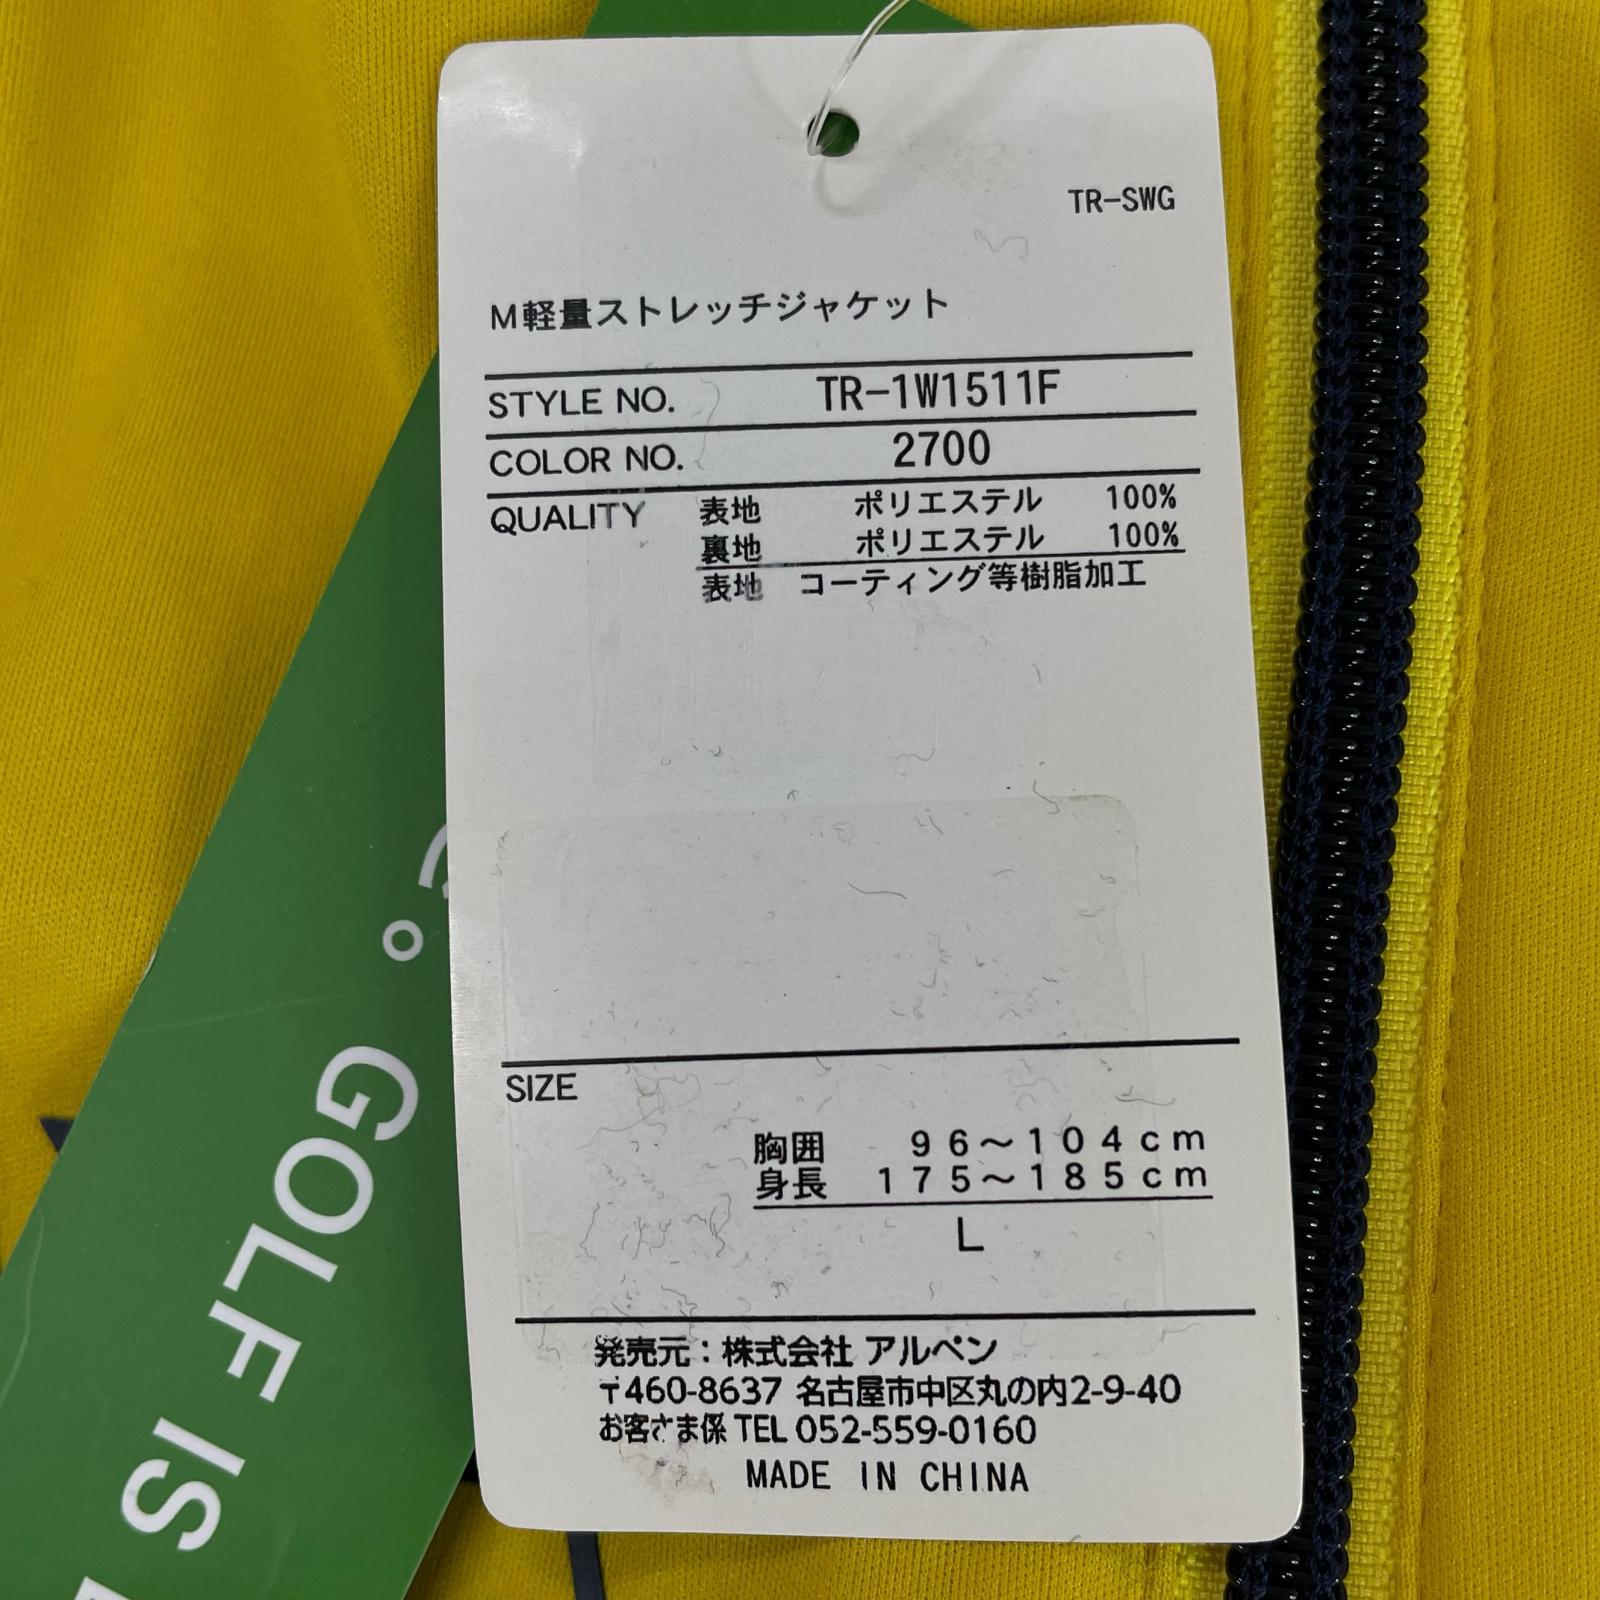 TR-SWG
M軽量ストレッチジャケット
STYLE NO. TR-1W1511F
COLOR NO. 2700
QUALITY 表地 ポリエステル 100%
裏地 ポリエステル 100%
表地 コーティング等樹脂加工
SIZE
胸囲 96~104cm
身長 175~185cm
L
発売元:株式会社 アルペン
〒460-8637 名古屋市中区丸の内2-9-40
お客さま係 TEL 052-559-0160
MADE IN CHINA
GOLF IS